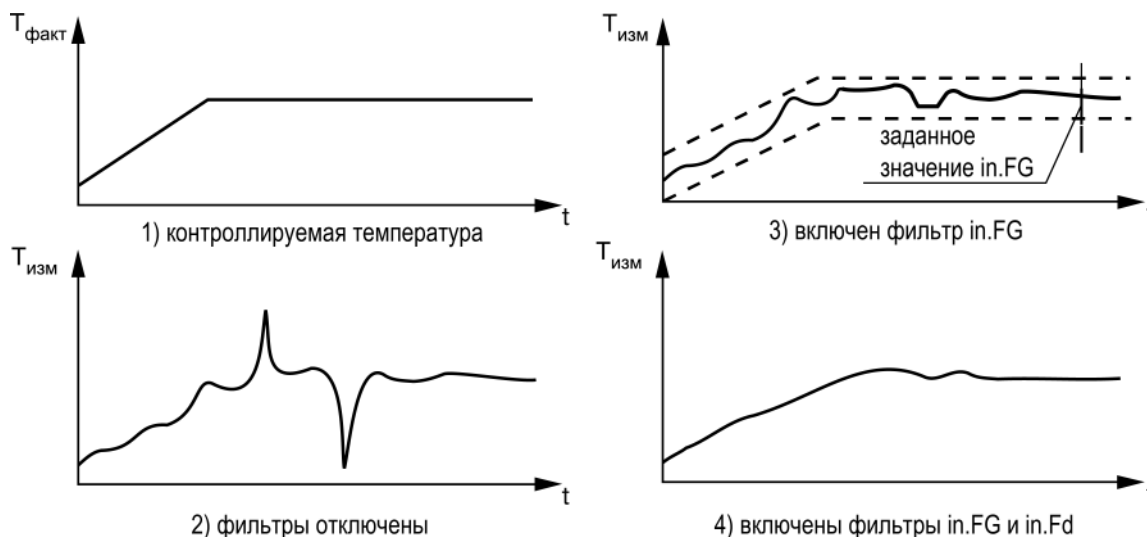 Tфакт
t
1) контроллируемая температура
Tизм
заданное
значение in.FG
3) включен фильтр in.FG
Tизм
t
2) фильтры отключены
Tизм
4) включены фильтры in.FG и in.Fd